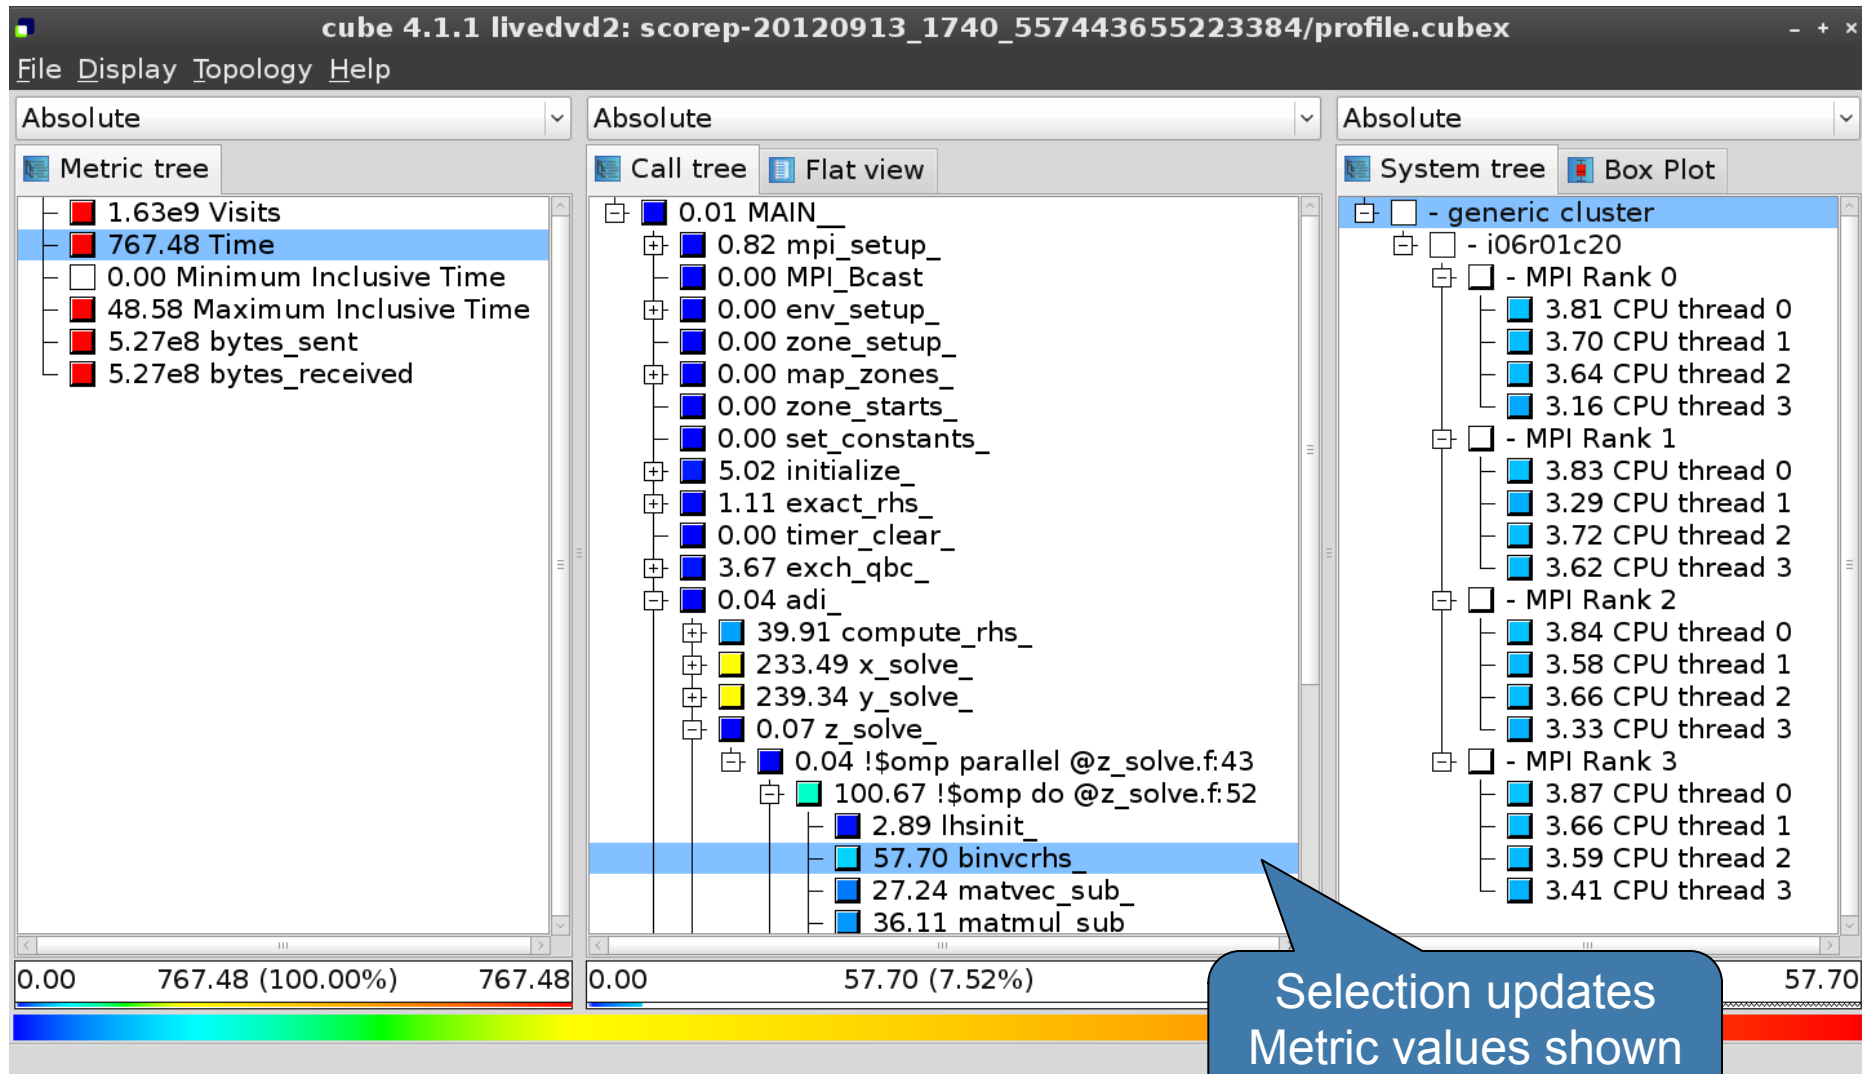 cube 4.1.1 livedvd2: scorep-20120913_1740_557443655223384/profile.cubex
File Display Topology Help
Absolute
Metric tree
1.63e9 Visits
767.48 Time
0.00 Minimum Inclusive Time
48.58 Maximum Inclusive Time
5.27e8 bytes_sent
5.27e8 bytes_received
0.00 767.48 (100.00%) 767.48
Absolute
Call tree Flat view
0.01 MAIN__
0.82 mpi_setup_
0.00 MPI_Bcast
0.00 env_setup_
0.00 zone_setup_
0.00 map_zones_
0.00 zone_starts_
0.00 set_constants_
5.02 initialize_
1.11 exact_rhs_
0.00 timer_clear_
3.67 exch_qbc_
0.04 adi_
39.91 compute_rhs_
233.49 x_solve_
239.34 y_solve_
0.07 z_solve_
0.04 !$omp parallel @z_solve.f:43
100.67 !$omp do @z_solve.f:52
2.89 lhsinit_
57.70 binvcrhs_
27.24 matvec_sub_
36.11 matmul_sub
0.00 57.70 (7.52%)
Absolute
System tree Box Plot
- generic cluster
- i06r01c20
- MPI Rank 0
3.81 CPU thread 0
3.70 CPU thread 1
3.64 CPU thread 2
3.16 CPU thread 3
- MPI Rank 1
3.83 CPU thread 0
3.29 CPU thread 1
3.72 CPU thread 2
3.62 CPU thread 3
- MPI Rank 2
3.84 CPU thread 0
3.58 CPU thread 1
3.66 CPU thread 2
3.33 CPU thread 3
- MPI Rank 3
3.87 CPU thread 0
3.66 CPU thread 1
3.59 CPU thread 2
3.41 CPU thread 3
57.70
Selection updates
Metric values shown